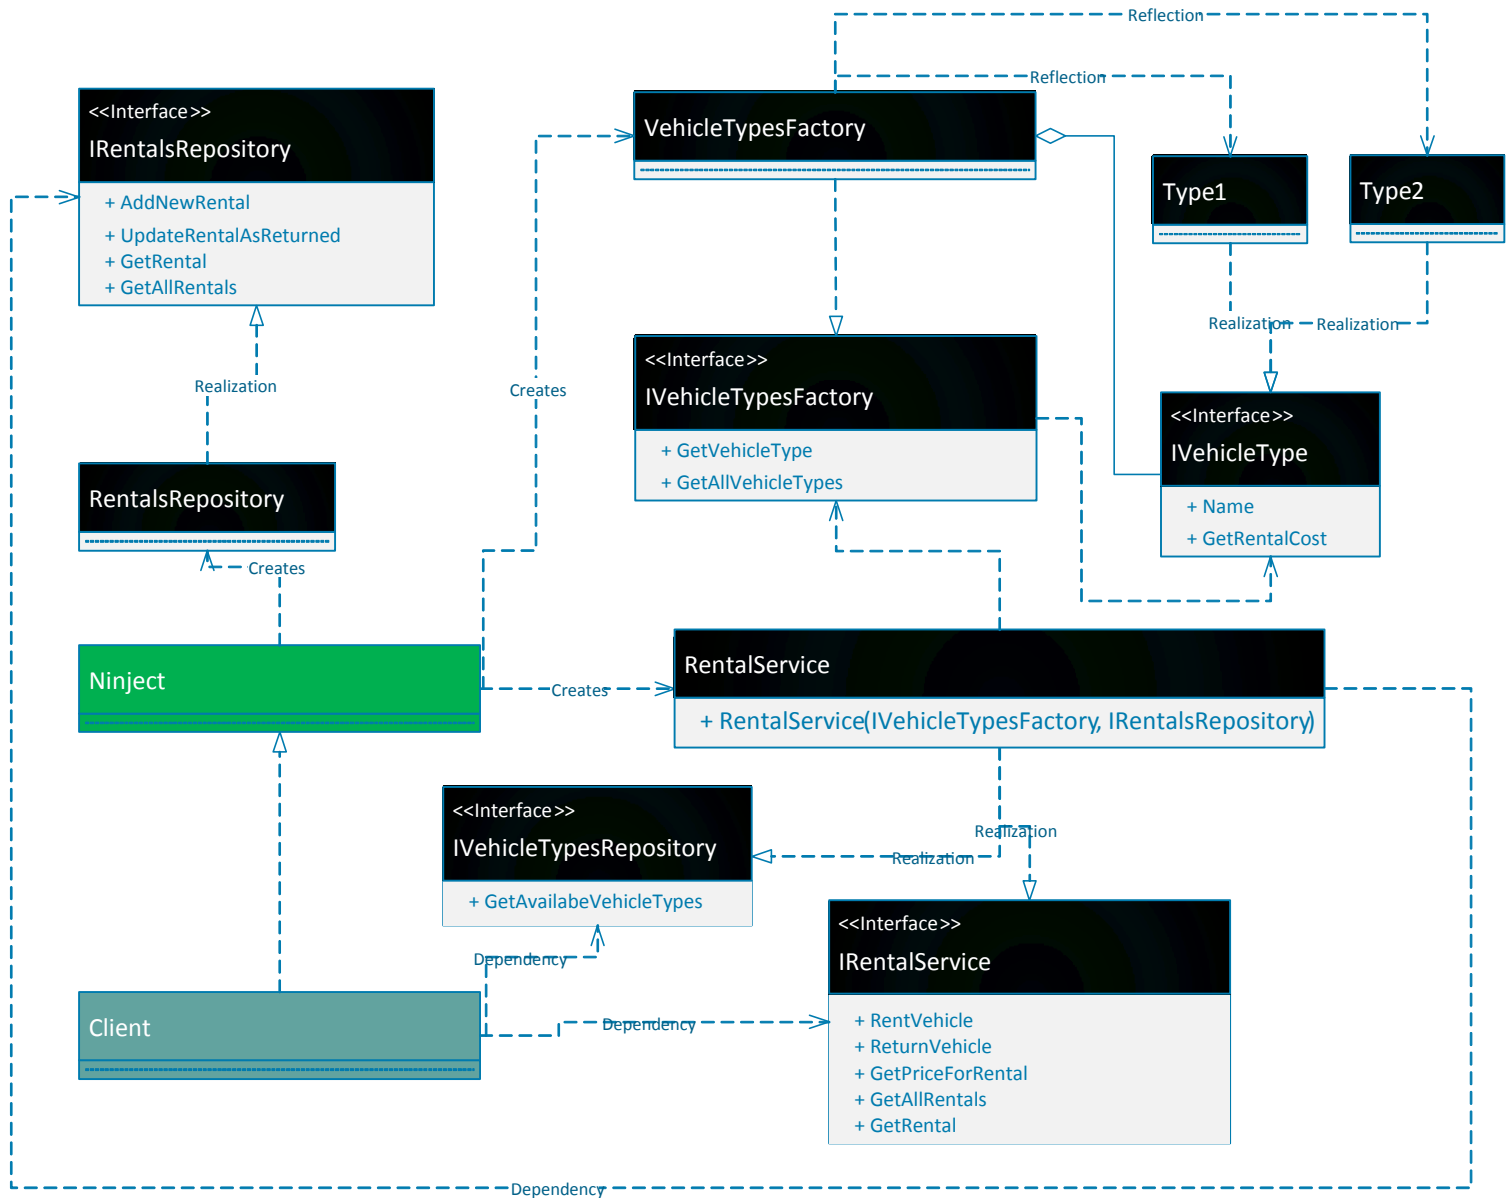 Reflection
Reflection
<<Interface>>
IRentalsRepository
+ AddNewRental
+ UpdateRentalAsReturned
+ GetRental
+ GetAllRentals
VehicleTypesFactory
Type1
Type2
Realization
Realization
<<Interface>>
IVehicleTypesFactory
+ GetVehicleType
+ GetAllVehicleTypes
<<Interface>>
IVehicleType
+ Name
+ GetRentalCost
Realization
Creates
RentalsRepository
Creates
Ninject
Creates
RentalService
+ RentalService(IVehicleTypesFactory, IRentalsRepository)
<<Interface>>
IVehicleTypesRepository
+ GetAvailabeVehicleTypes
Realization
Realization
<<Interface>>
IRentalService
+ RentVehicle
+ ReturnVehicle
+ GetPriceForRental
+ GetAllRentals
+ GetRental
Dependency
Client
Dependency
Dependency